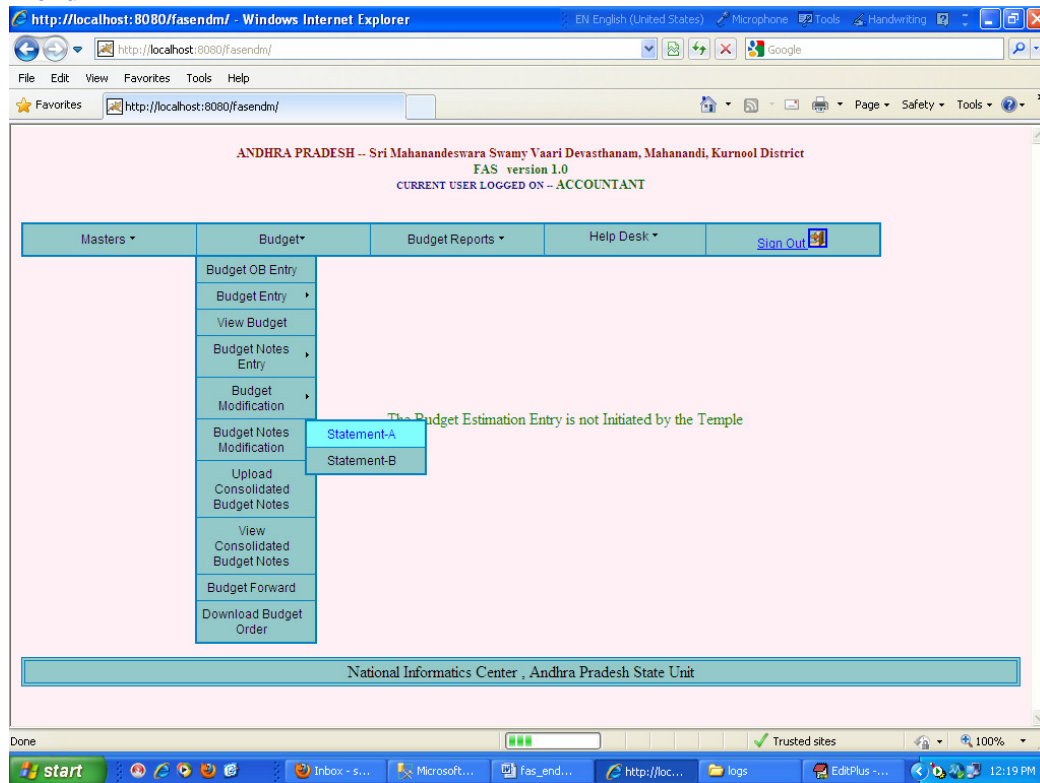 http://localhost:8080/fasendm/ - Windows Internet Explorer
EN English (United States) Microphone Tools Handwriting
http://localhost:8080/fasendm/
Google
File Edit View Favorites Tools Help
Favorites http://localhost:8080/fasendm/ Page Safety Tools
ANDHRA PRADESH -- Sri Mahanandeswara Swamy Vaari Devasthanam, Mahanandi, Kurnool District
FAS version 1.0
CURRENT USER LOGGED ON -- ACCOUNTANT
Masters Budget Budget Reports Help Desk Sign Out
Budget OB Entry
Budget Entry
View Budget
Budget Notes
Entry
Budget
Modification
The Budget Estimation Entry is not Initiated by the Temple
Budget Notes
Modification
Statement-A
Statement-B
Upload
Consolidated
Budget Notes
View
Consolidated
Budget Notes
Budget Forward
Download Budget
Order
National Informatics Center , Andhra Pradesh State Unit
Done Trusted sites 100%
start Inbox - s... Microsoft... fas_end... http://loc... logs EditPlus -... 12:19 PM